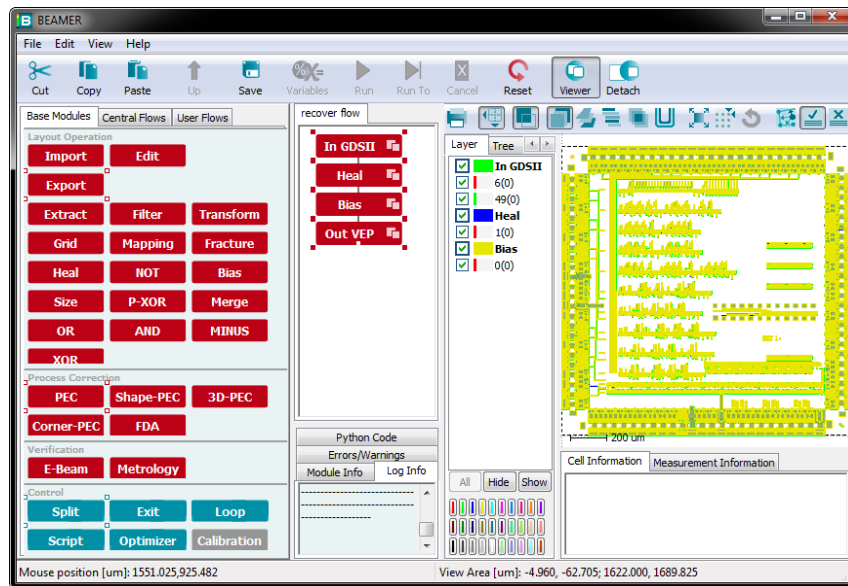 BEAMER
File Edit View Help
Cut Copy Paste Up Save Variables Run Run To Cancel Reset Viewer Detach
Base Modules Central Flows User Flows
Layout Operation
Import Edit
Export
Extract Filter Transform
Grid Mapping Fracture
Heal NOT Bias
Size P-XOR Merge
OR AND MINUS
XOR
Process Correction
PEC Shape-PEC 3D-PEC
Corner-PEC FDA
Verification
E-Beam Metrology
Control
Split Exit Loop
Script Optimizer Calibration
recover flow
In GDSII
Heal
Bias
Out VEP
Python Code
Errors/Warnings
Module Info Log Info
Layer Tree
In GDSII
6(0)
49(0)
Heal
1(0)
Bias
0(0)
All Hide Show
200 um
Cell Information Measurement Information
Mouse position [um]: 1551.025,925.482
View Area [um]: -4.960, -62.705; 1622.000, 1689.825